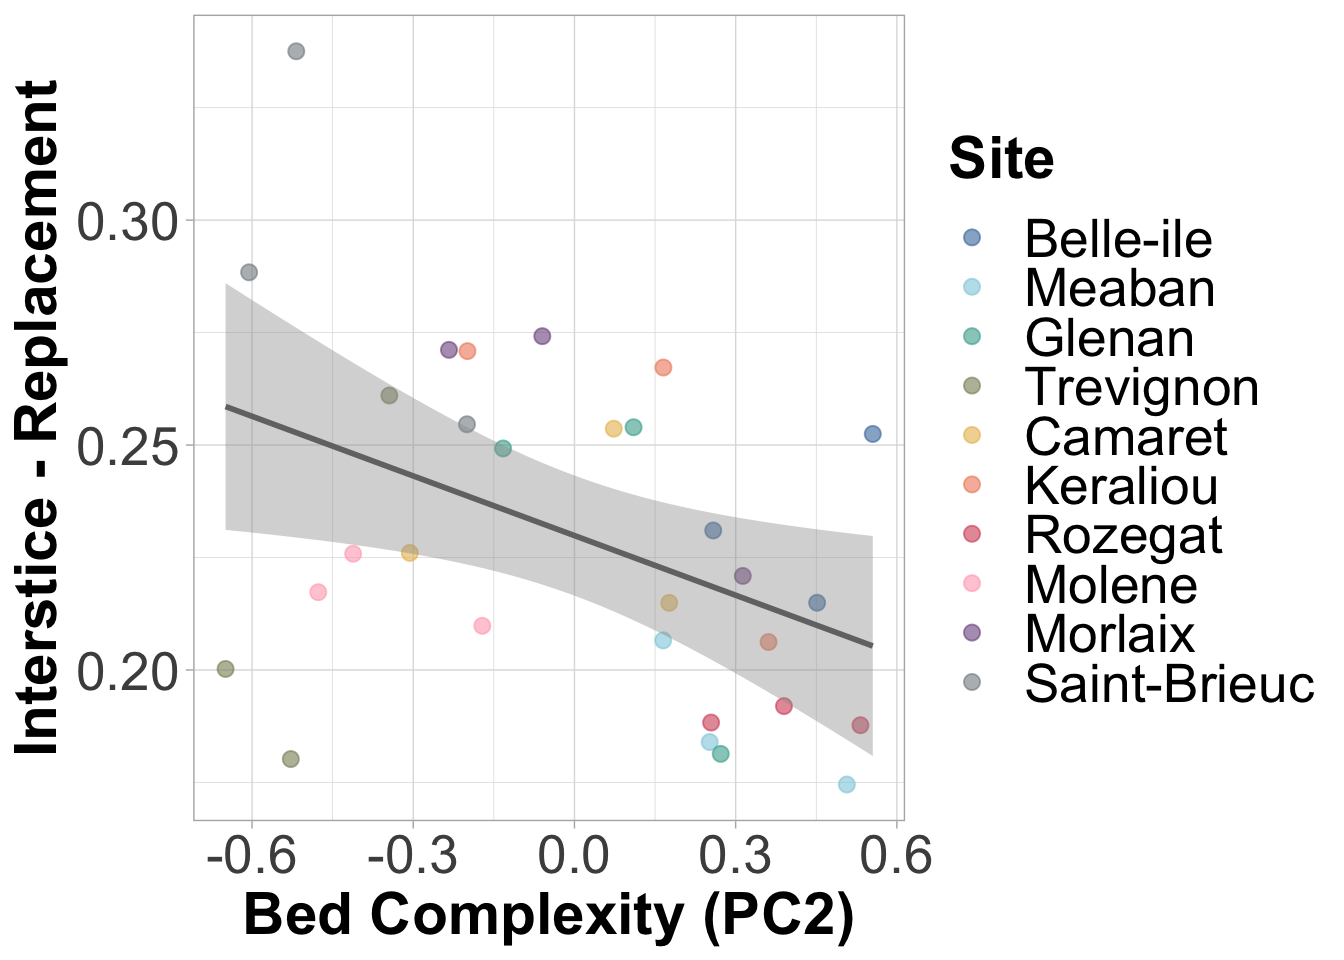 Interstice - Replacement
0.30
0.25
0.20
-0.6 -0.3 0.0 0.3 0.6
Bed Complexity (PC2)
Site
Belle-ile
Meaban
Glenan
Trevignon
Camaret
Keraliou
Rozegat
Molene
Morlaix
Saint-Brieuc